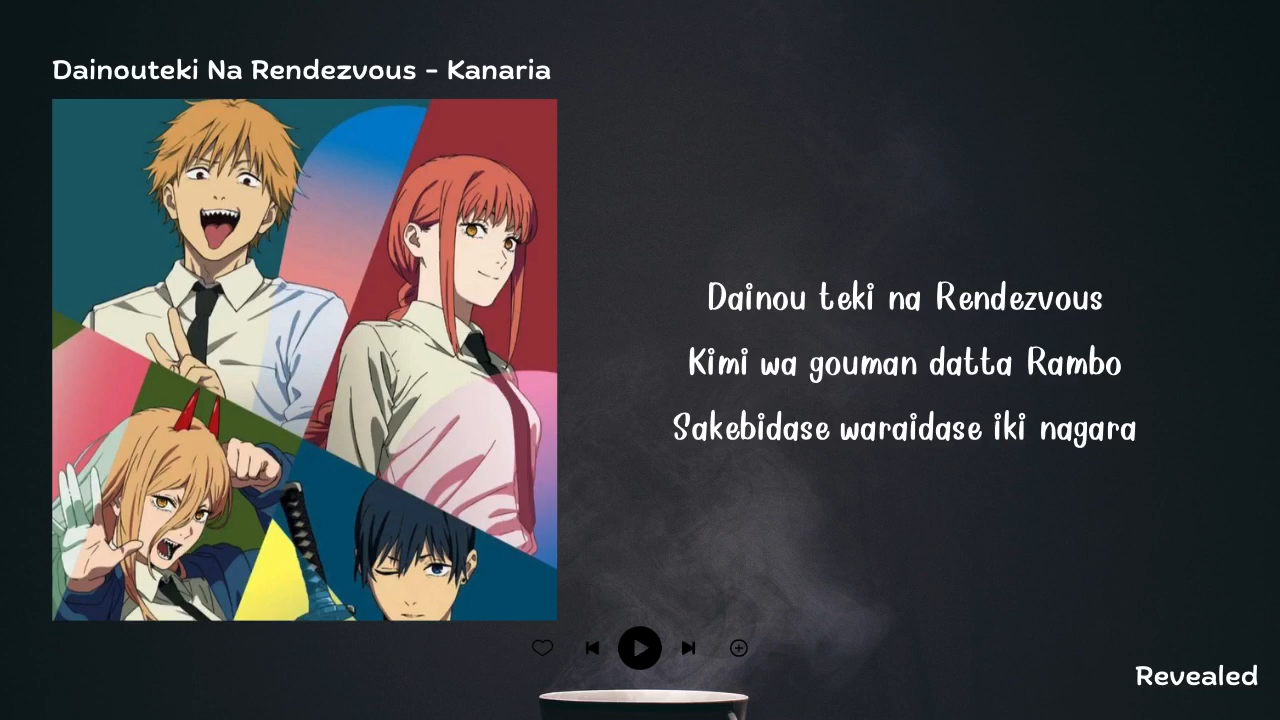 Dainouteki Na Rendezvous - Kanaria
Dainou teki na Rendezvous
Kimi wa gouman datta Rambo
Sakebidase waraidase iki nagara
Revealed